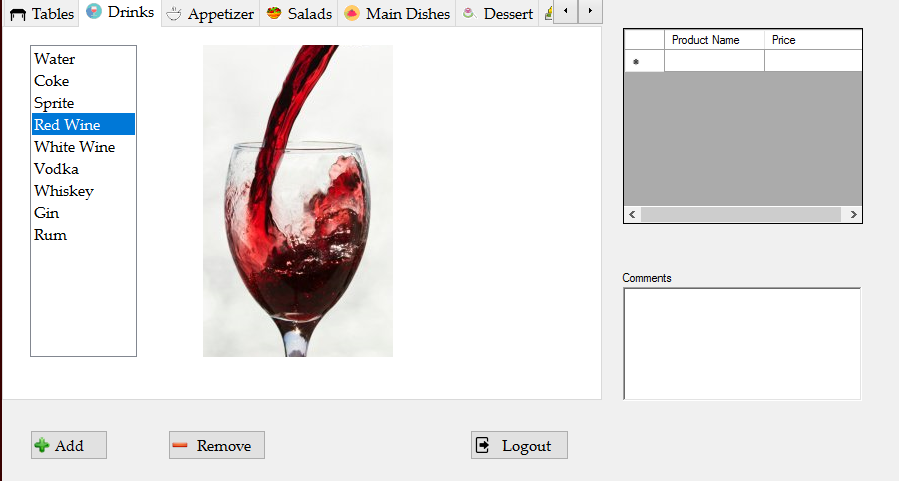 Tables Drinks Appetizer Salads Main Dishes Dessert
Product Name Price
Water
Coke
Sprite
Red Wine
White Wine
Vodka
Whiskey
Gin
Rum
Comments
Add Remove Logout